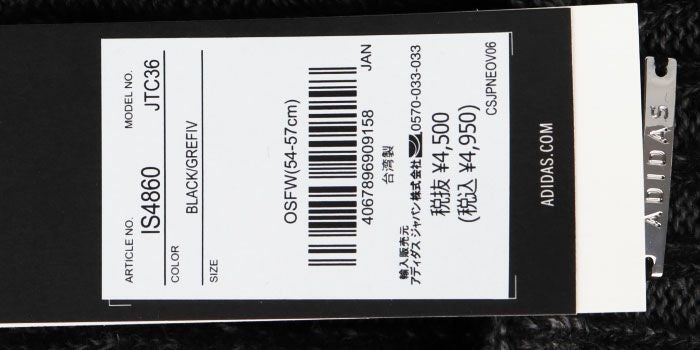 ARTICLE NO. MODEL NO.
IS4860 JTC36
COLOR
BLACK/GREFIV
SIZE
OSFW(54-57cm)
4067896909158 JAN
台湾製
輸入販売元
アディダス ジャパン株式会社 0570-033-033
税抜 ¥4,500
(税込 ¥4,950)
CSJPNEOV06
ADIDAS.COM
ADIDAS